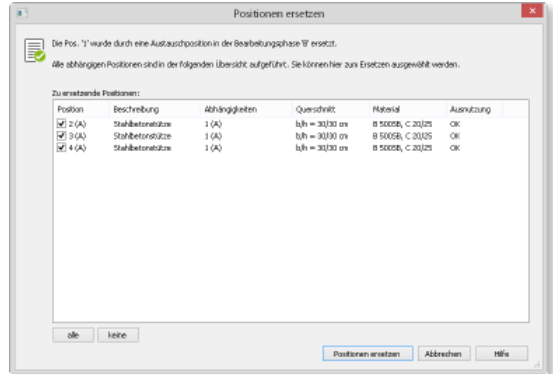 Positionen ersetzen
Die Pos. '1' wurde durch eine Austauschposition in der Bearbeitungsphase 'B' ersetzt.
Alle abhängigen Positionen sind in der folgenden Übersicht aufgeführt. Sie können hier zum Ersetzen ausgewählt werden.
Zu ersetzende Positionen:
Position Beschreibung Abhängigkeiten Querschnitt Material Ausnutzung
2 (A) Stahlbetonstütze 1 (A) b/h = 30/30 cm B 500SB, C 20/25 OK
3 (A) Stahlbetonstütze 1 (A) b/h = 30/30 cm B 500SB, C 20/25 OK
4 (A) Stahlbetonstütze 1 (A) b/h = 30/30 cm B 500SB, C 20/25 OK
alle keine
Positionen ersetzen Abbrechen Hilfe